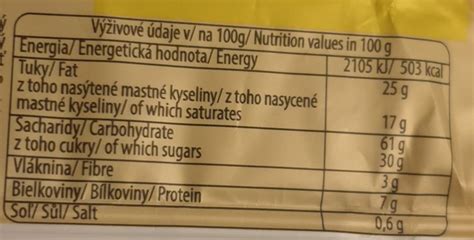 Výživové údaje v/ na 100g/ Nutrition values in 100 g
Energia/ Energetická hodnota/ Energy 2105 kJ/ 503 kcal
Tuky/ Fat 25 g
z toho nasýtené mastné kyseliny/ z toho nasycené
mastné kyseliny/ of which saturates 17 g
Sacharidy/ Carbohydrate 61 g
z toho cukry/ of which sugars 30 g
Vláknina/ Fibre 3 g
Bielkoviny/ Bílkoviny/ Protein 7 g
Soľ/ Sůl/ Salt 0,6 g